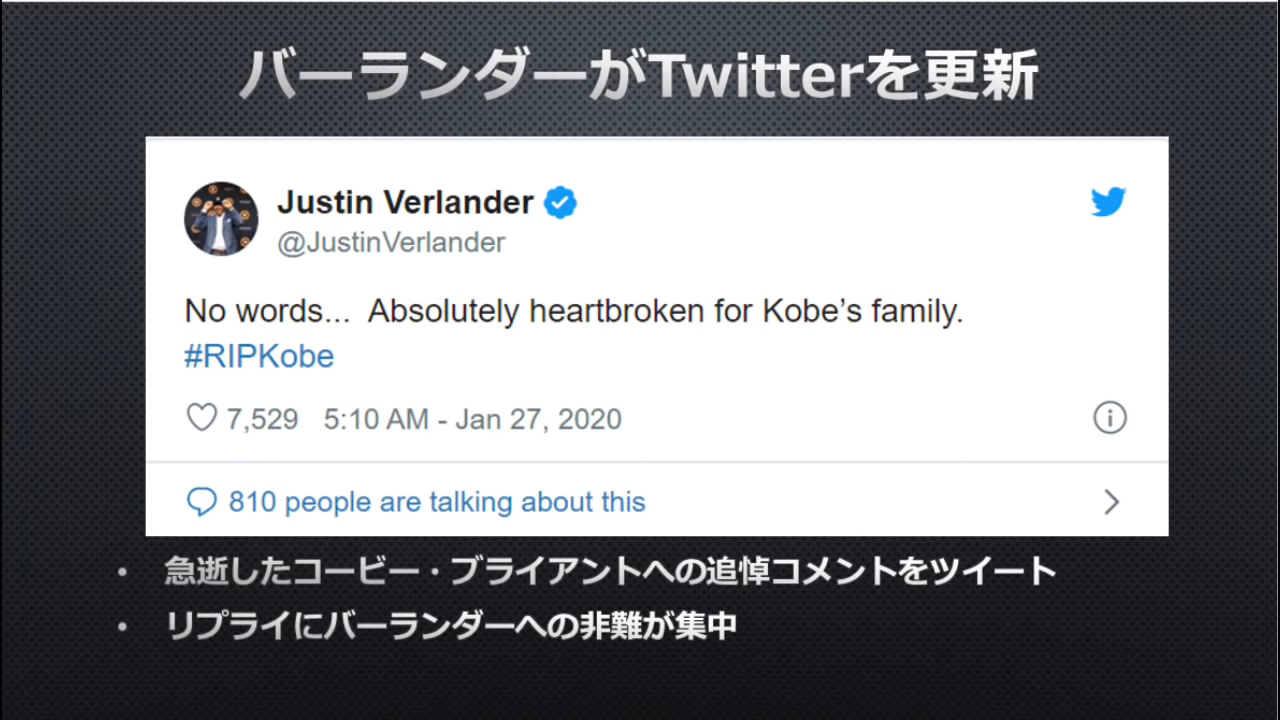 バーランダーがTwitterを更新
Justin Verlander
@JustinVerlander
No words...  Absolutely heartbroken for Kobe’s family.
#RIPKobe
7,529 5:10 AM - Jan 27, 2020
810 people are talking about this
• 急逝したコービー・ブライアントへの追悼コメントをツイート
• リプライにバーランダーへの非難が集中